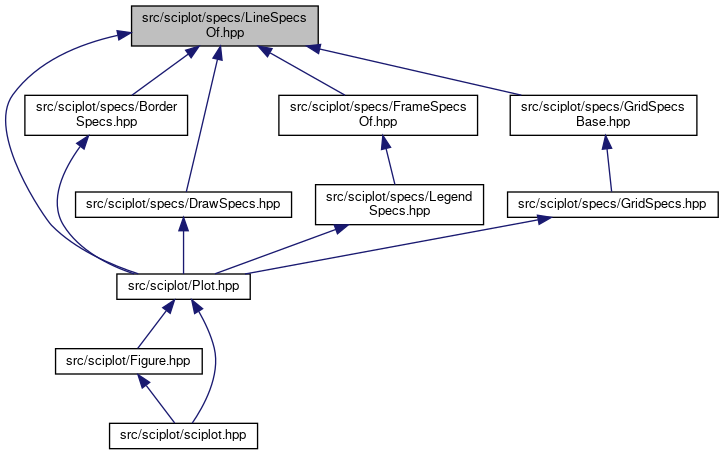 src/sciplot/specs/LineSpecs
Of.hpp
src/sciplot/specs/Border
Specs.hpp
src/sciplot/specs/FrameSpecs
Of.hpp
src/sciplot/specs/GridSpecs
Base.hpp
src/sciplot/specs/DrawSpecs.hpp
src/sciplot/specs/Legend
Specs.hpp
src/sciplot/specs/GridSpecs.hpp
src/sciplot/Plot.hpp
src/sciplot/Figure.hpp
src/sciplot/sciplot.hpp